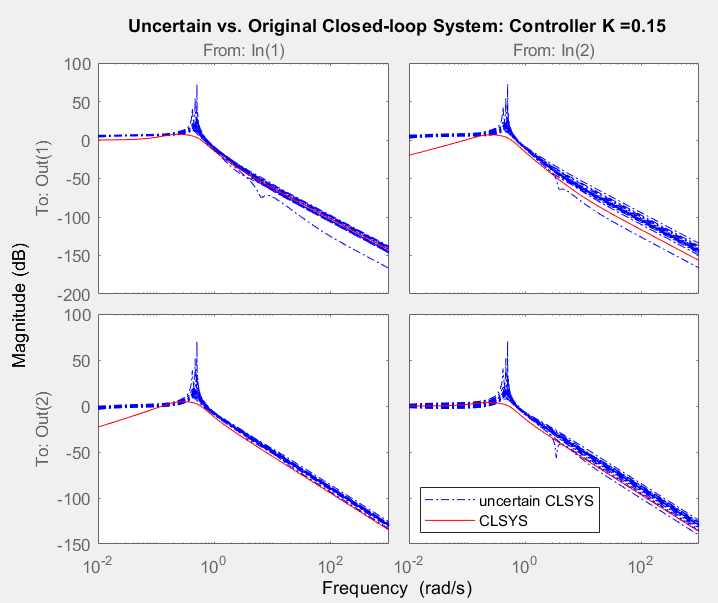 Uncertain vs. Original Closed-loop System: Controller K =0.15
From: In(1)
From: In(2)
To: Out(1)
100
50
0
-50
-100
-150
-200
Magnitude (dB)
To: Out(2)
50
0
-50
-100
-150
uncertain CLSYS
CLSYS
10^-2
10^0
10^2
10^-2
10^0
10^2
Frequency (rad/s)